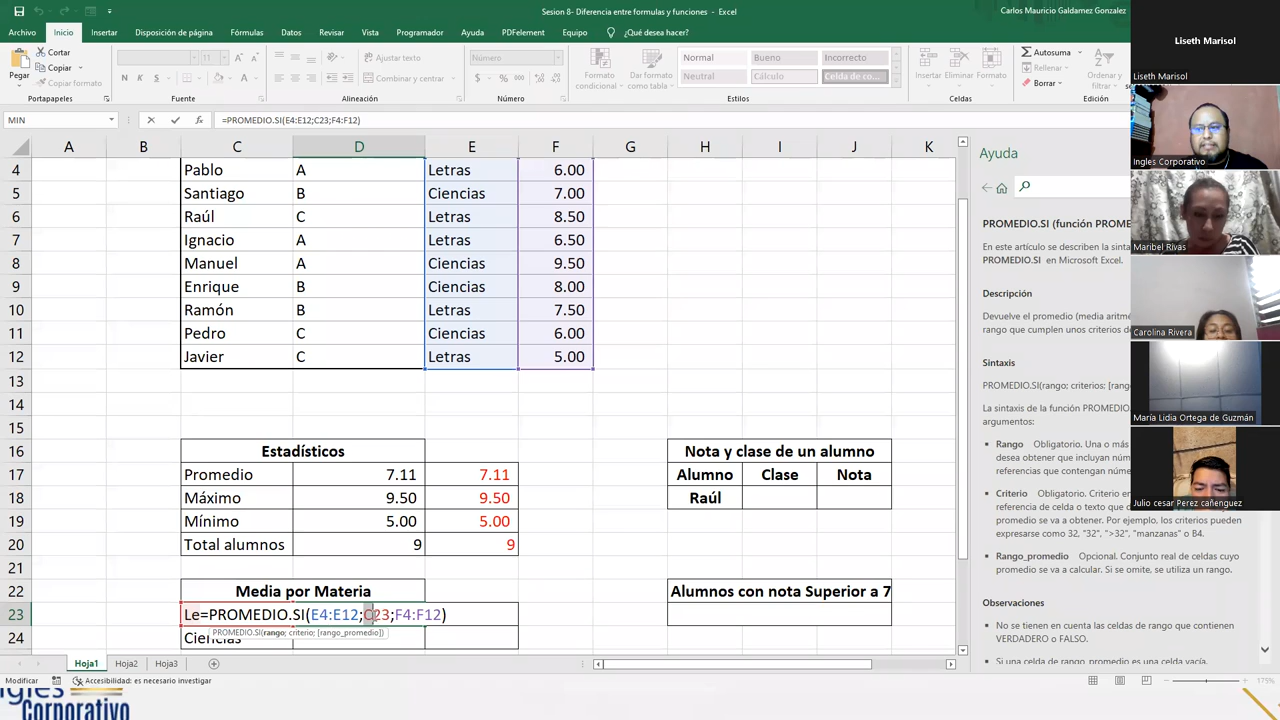 Sesion 8- Diferencia entre formulas y funciones - Excel
Carlos Mauricio Galdamez Gonzalez
Archivo Inicio Insertar Disposición de página Fórmulas Datos Revisar Vista Programador Ayuda PDFelement Equipo ¿Qué desea hacer?
Pegar
Cortar
Copiar
Copiar formato
Portapapeles
11
N K S
Fuente
Ajustar texto
Alineación
Número
Formato condicional
Dar formato como tabla
Normal Bueno Incorrecto
Neutral Cálculo Celda de co...
Estilos
Insertar Eliminar Formato
Celdas
Autosuma
Rellenar
Borrar
Ordenar y
Edición
MIN
=PROMEDIO.SI(E4:E12;C23;F4:F12)
A B C D E F G H I J K
4 Pablo A Letras 6.00
5 Santiago B Ciencias 7.00
6 Raúl C Letras 8.50
7 Ignacio A Letras 6.50
8 Manuel A Ciencias 9.50
9 Enrique B Ciencias 8.00
10 Ramón B Letras 7.50
11 Pedro C Ciencias 6.00
12 Javier C Letras 5.00
13
14
15
16 Estadísticos Nota y clase de un alumno
17 Promedio 7.11 7.11 Alumno Clase Nota
18 Máximo 9.50 9.50 Raúl
19 Mínimo 5.00 5.00
20 Total alumnos 9 9
21
22 Media por Materia Alumnos con nota Superior a 7
23 Le=PROMEDIO.SI(E4:E12;C23;F4:F12)
PROMEDIO.SI(rango; criterio; [rango_promedio])
24 Ciencias
Hoja1 Hoja2 Hoja3
Modificar Accesibilidad: es necesario investigar
175%
Ayuda
PROMEDIO.SI (función PROME
En este artículo se describen la sinta
PROMEDIO.SI en Microsoft Excel.
Descripción
Devuelve el promedio (media aritm
rango que cumplen unos criterios d
Sintaxis
PROMEDIO.SI(rango; criterios; [rang
La sintaxis de la función PROMEDIO.
argumentos:
Rango Obligatorio. Una o más
desea obtener que incluyan núm
referencias que contengan núme
Criterio Obligatorio. Criterio en
referencia de celda o texto que d
promedio se va a obtener. Por ejemplo, los criterios pueden
expresarse como 32, "32", ">32", "manzanas" o B4.
Rango_promedio Opcional. Conjunto real de celdas cuyo
promedio se va a calcular. Si se omite, se utiliza un rango.
Observaciones
No se tienen en cuenta las celdas de rango que contienen
VERDADERO o FALSO.
Si una celda de rango_promedio es una celda vacía,
Liseth Marisol
Liseth Marisol
Ingles Corporativo
Maribel Rivas
Carolina Rivera
María Lidia Ortega de Guzmán
Julio cesar Perez cañenguez
Ingles
Corporativo